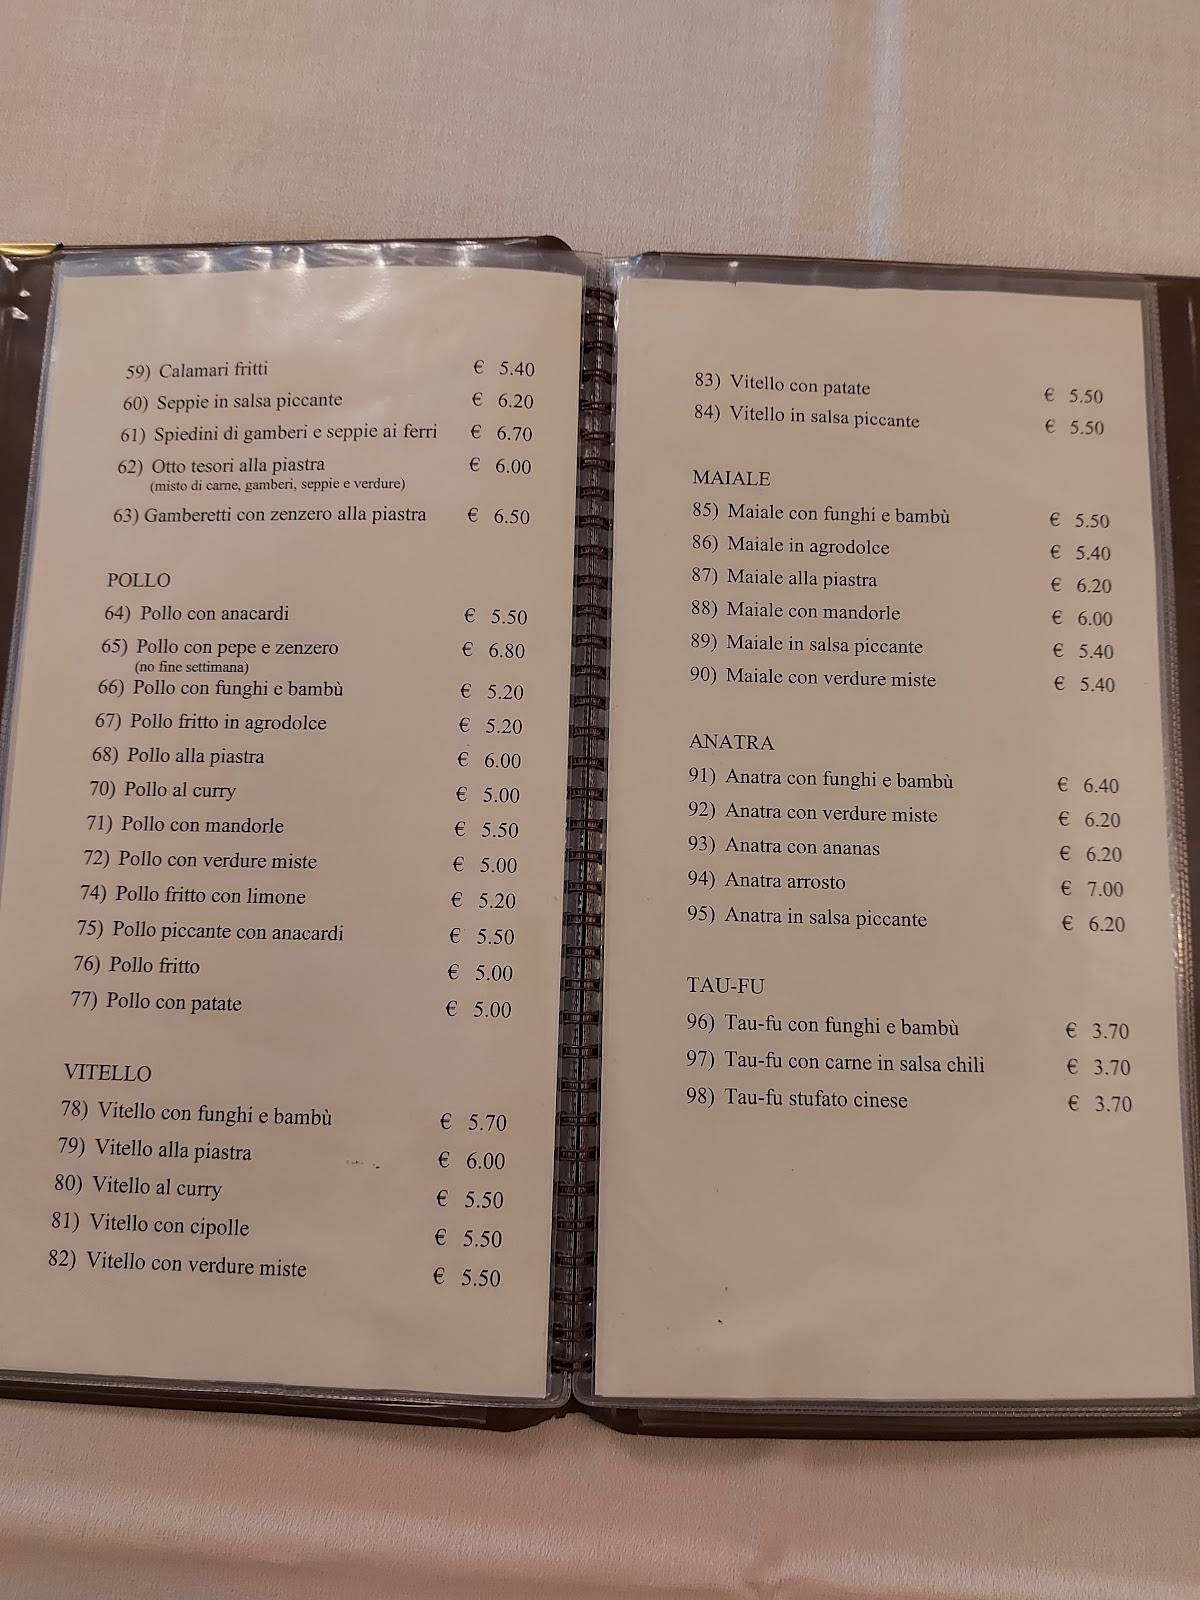 59) Calamari fritti € 5.40
60) Seppie in salsa piccante € 6.20
61) Spiedini di gamberi e seppie ai ferri € 6.70
62) Otto tesori alla piastra € 6.00
(misto di carne, gamberi, seppie e verdure)
63) Gamberetti con zenzero alla piastra € 6.50
POLLO
64) Pollo con anacardi € 5.50
65) Pollo con pepe e zenzero € 6.80
(no fine settimana)
66) Pollo con funghi e bambù € 5.20
67) Pollo fritto in agrodolce € 5.20
68) Pollo alla piastra € 6.00
70) Pollo al curry € 5.00
71) Pollo con mandorle € 5.50
72) Pollo con verdure miste € 5.00
74) Pollo fritto con limone € 5.20
75) Pollo piccante con anacardi € 5.50
76) Pollo fritto € 5.00
77) Pollo con patate € 5.00
VITELLO
78) Vitello con funghi e bambù € 5.70
79) Vitello alla piastra € 6.00
80) Vitello al curry € 5.50
81) Vitello con cipolle € 5.50
82) Vitello con verdure miste € 5.50
83) Vitello con patate € 5.50
84) Vitello in salsa piccante € 5.50
MAIALE
85) Maiale con funghi e bambù € 5.50
86) Maiale in agrodolce € 5.40
87) Maiale alla piastra € 6.20
88) Maiale con mandorle € 6.00
89) Maiale in salsa piccante € 5.40
90) Maiale con verdure miste € 5.40
ANATRA
91) Anatra con funghi e bambù € 6.40
92) Anatra con verdure miste € 6.20
93) Anatra con ananas € 6.20
94) Anatra arrosto € 7.00
95) Anatra in salsa piccante € 6.20
TAU-FU
96) Tau-fu con funghi e bambù € 3.70
97) Tau-fu con carne in salsa chili € 3.70
98) Tau-fu stufato cinese € 3.70